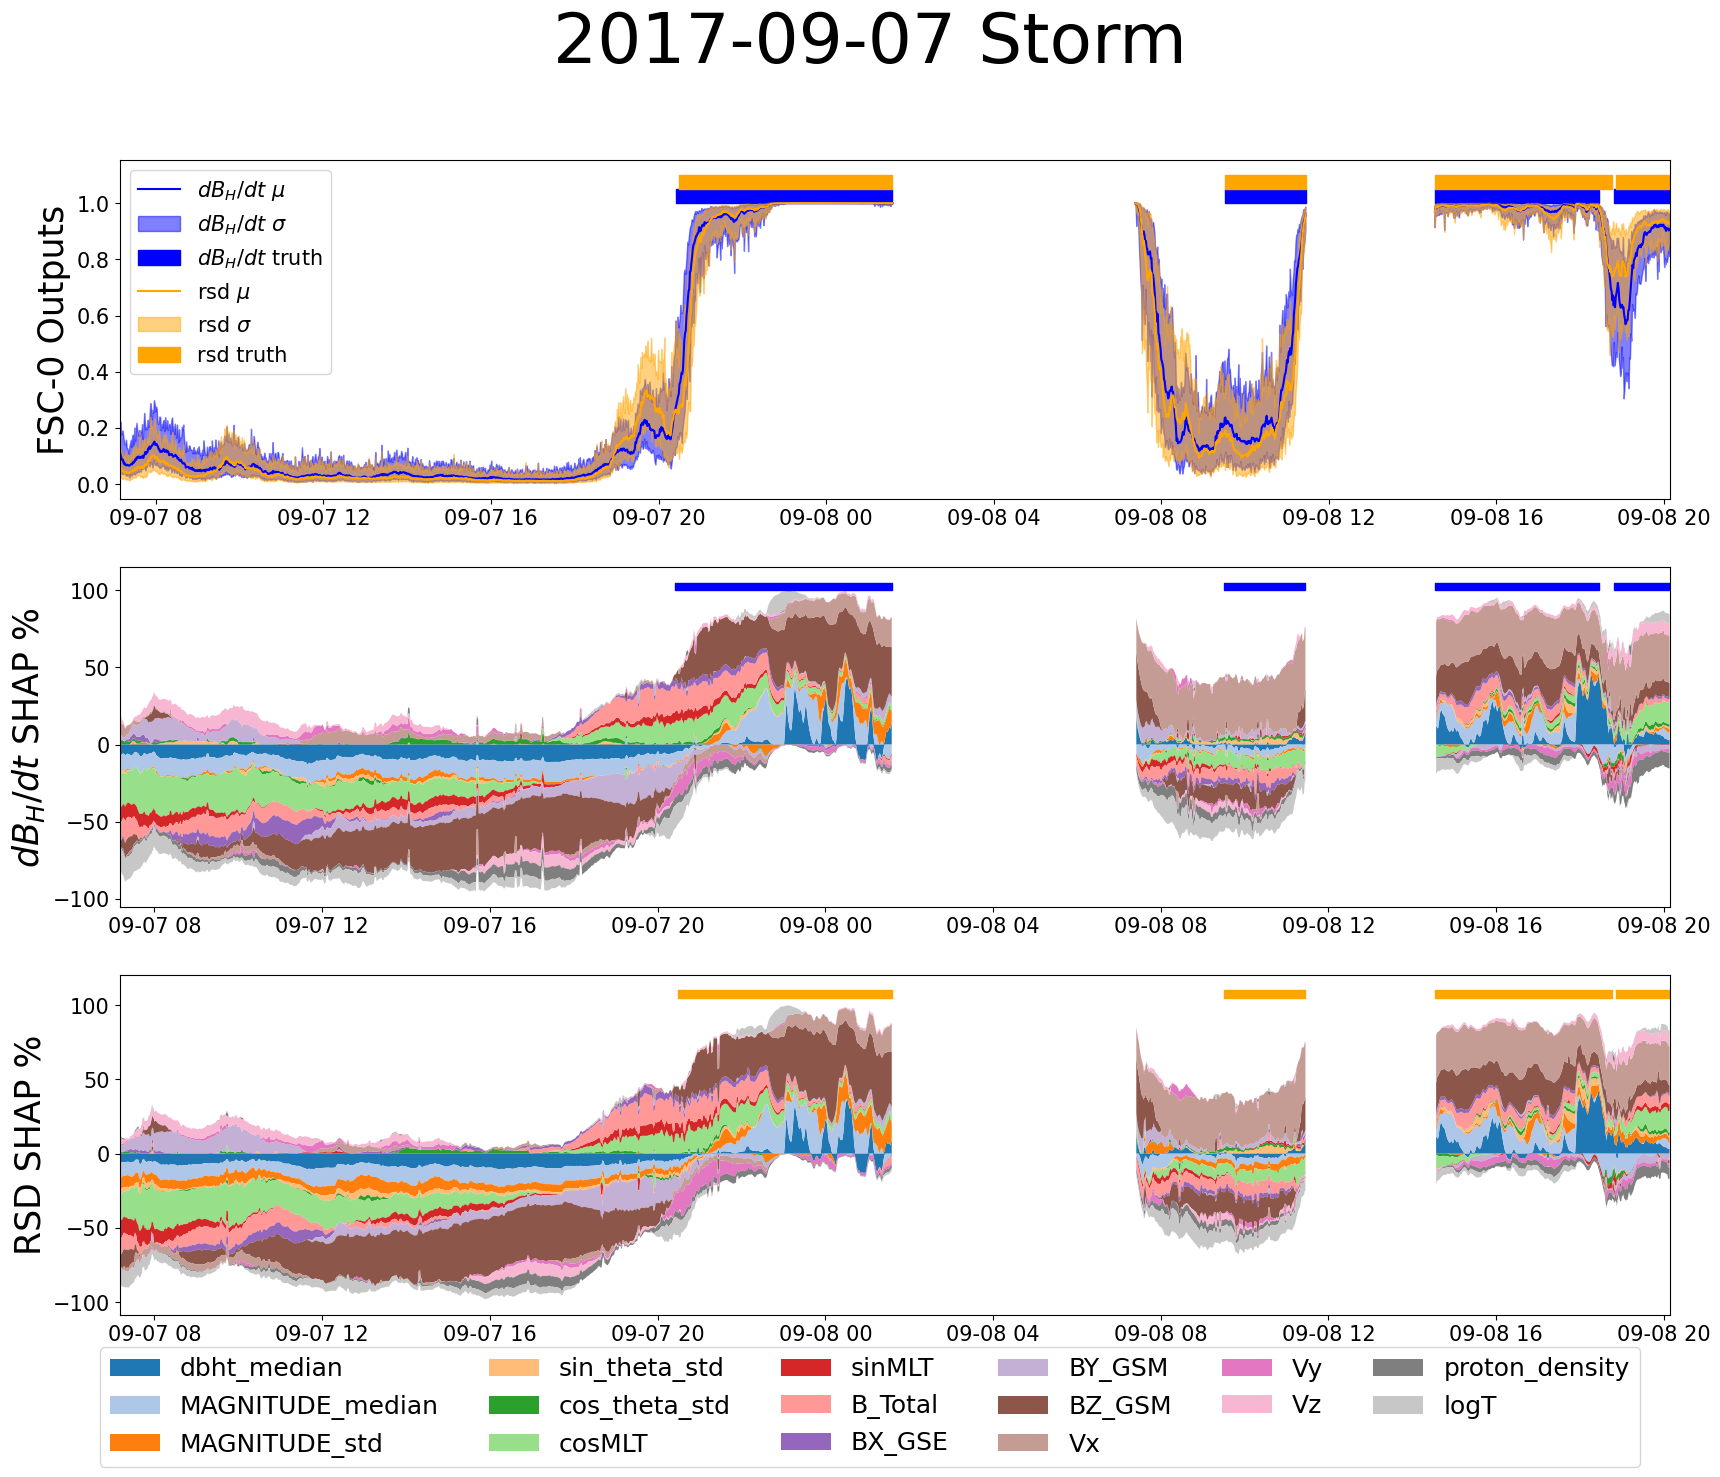 2017-09-07 Storm
FSC-0 Outputs
1.0
0.8
0.6
0.4
0.2
0.0
dB_H/dt μ
dB_H/dt σ
dB_H/dt truth
rsd μ
rsd σ
rsd truth
09-07 08 09-07 12 09-07 16 09-07 20 09-08 00 09-08 04 09-08 08 09-08 12 09-08 16 09-08 20
dB_H/dt SHAP %
100
50
0
−50
−100
09-07 08 09-07 12 09-07 16 09-07 20 09-08 00 09-08 04 09-08 08 09-08 12 09-08 16 09-08 20
RSD SHAP %
100
50
0
−50
−100
09-07 08 09-07 12 09-07 16 09-07 20 09-08 00 09-08 04 09-08 08 09-08 12 09-08 16 09-08 20
dbht_median sin_theta_std sinMLT BY_GSM Vy proton_density
MAGNITUDE_median cos_theta_std B_Total BZ_GSM Vz logT
MAGNITUDE_std cosMLT BX_GSE Vx